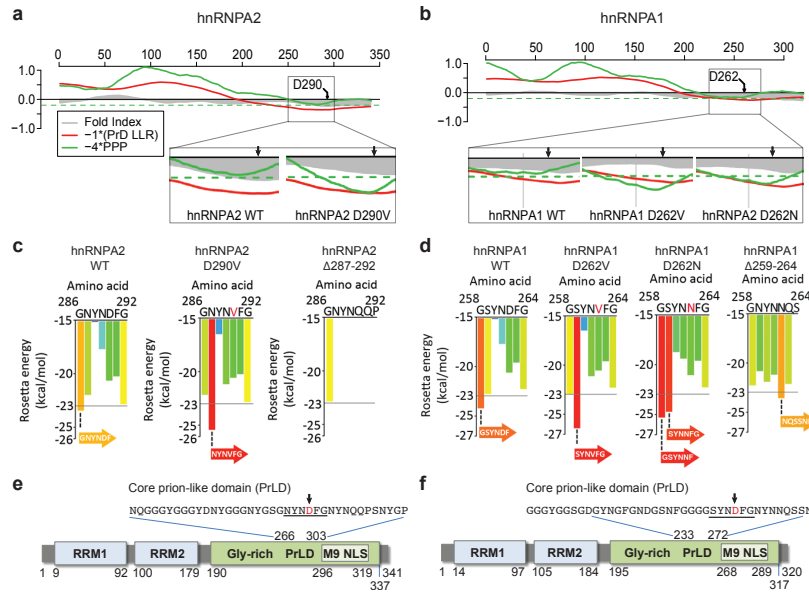 a
hnRNPA2
0 50 100 150 200 250 300 350
1.0
0.0
−1.0
D290
Fold Index
−1*(PrD LLR)
−4*PPP
hnRNPA2 WT
hnRNPA2 D290V
b
hnRNPA1
0 50 100 150 200 250 300
1.0
0.0
−1.0
D262
hnRNPA1 WT
hnRNPA1 D262V
hnRNPA2 D262N
c
hnRNPA2
WT
Amino acid
286 292
GNYNDFG
Rosetta energy
(kcal/mol)
-15
-20
-23
-26
GNYNDF
hnRNPA2
D290V
Amino acid
286 292
GNYNVFG
-15
-20
-23
-25
-26
NYNVFG
hnRNPA2
Δ287-292
Amino acid
286
GNYNQQP
-15
-20
-23
-25
-26
d
hnRNPA1
WT
Amino acid
258 264
GSYNDFG
Rosetta energy
(kcal/mol)
-15
-20
-23
-25
-27
GSYNDF
hnRNPA1
D262V
Amino acid
258 264
GSYNVFG
-15
-20
-23
-25
-27
SYNVFG
hnRNPA1
D262N
Amino acid
258 264
GSYNNFG
-15
-20
-23
-25
-27
SYNNFG
GSYNNF
hnRNPA1
Δ259-264
Amino acid
258 264
GSYNNQS
-15
-20
-23
-25
-27
NQSSN
e
Core prion-like domain (PrLD)
NQGGGYGGGYDNYGGGNYGSGNYNDFGNYNQQPSNYGP
266 303
RRM1
RRM2
Gly-rich PrLD
M9 NLS
1 9 92 100 179 190 296 319 341
337
f
Core prion-like domain (PrLD)
GGGYGGSGDGYNGFGNDGSNFGGGGSYNDFGNYNNQS
233 272
RRM1
RRM2
Gly-rich PrLD
M9 NLS
1 14 97 105 184 195 268 289 320
317